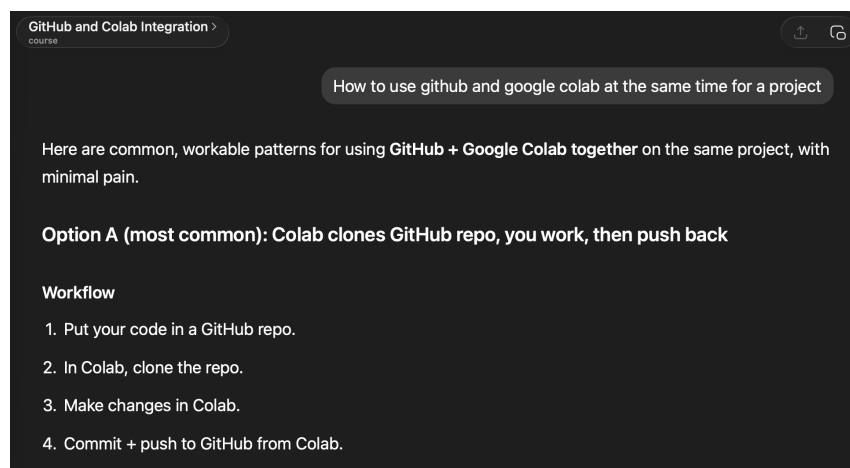 GitHub and Colab Integration >
course
How to use github and google colab at the same time for a project
Here are common, workable patterns for using GitHub + Google Colab together on the same project, with
minimal pain.
Option A (most common): Colab clones GitHub repo, you work, then push back
Workflow
1. Put your code in a GitHub repo.
2. In Colab, clone the repo.
3. Make changes in Colab.
4. Commit + push to GitHub from Colab.